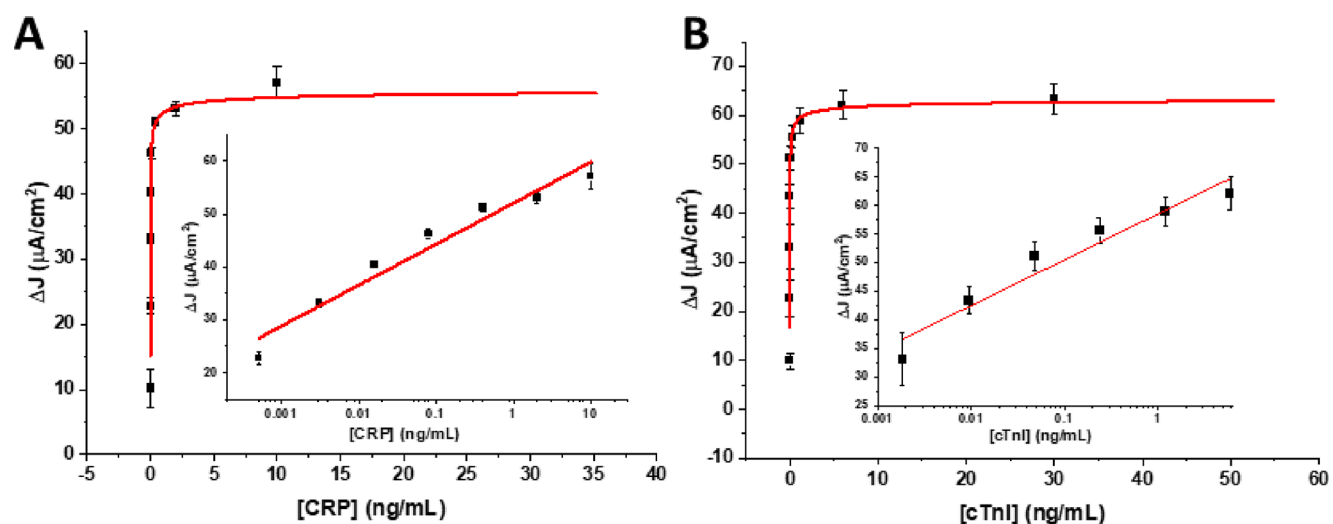 A
ΔJ (μA/cm²)
60
50
40
30
20
10
0
-5 0 5 10 15 20 25 30 35 40
[CRP] (ng/mL)
ΔJ (μA/cm²)
60
50
40
30
20
0.001 0.01 0.1 1 10
[CRP] (ng/mL)
B
ΔJ (μA/cm²)
70
60
50
40
30
20
10
0
-10
0 10 20 30 40 50 60
[cTnI] (ng/mL)
ΔJ (μA/cm²)
70
65
60
55
50
45
40
35
30
25
0.001 0.01 0.1 1
[cTnI] (ng/mL)